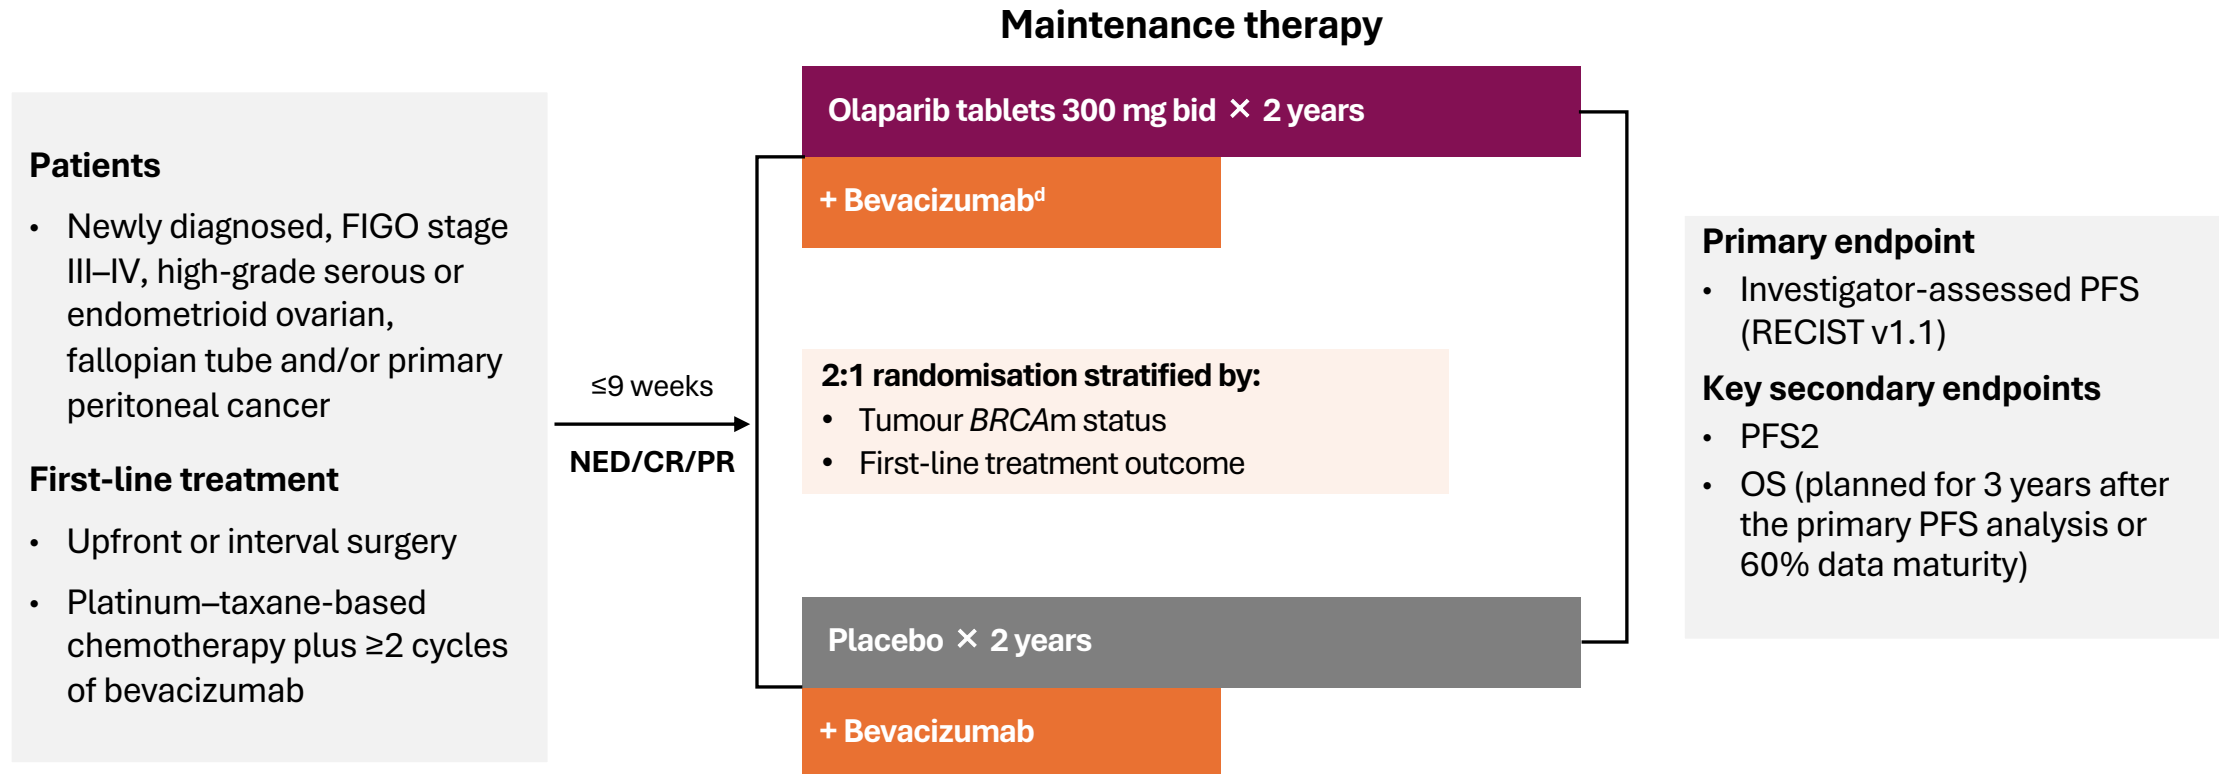 Maintenance therapy
Patients
• Newly diagnosed, FIGO stage
III–IV, high-grade serous or
endometrioid ovarian,
fallopian tube and/or primary
peritoneal cancer
First-line treatment
• Upfront or interval surgery
• Platinum–taxane-based
chemotherapy plus ≥2 cycles
of bevacizumab
≤9 weeks
NED/CR/PR
Olaparib tablets 300 mg bid × 2 years
+ Bevacizumabᵈ
2:1 randomisation stratified by:
• Tumour BRCAm status
• First-line treatment outcome
Placebo × 2 years
+ Bevacizumab
Primary endpoint
• Investigator-assessed PFS
(RECIST v1.1)
Key secondary endpoints
• PFS2
• OS (planned for 3 years after
the primary PFS analysis or
60% data maturity)